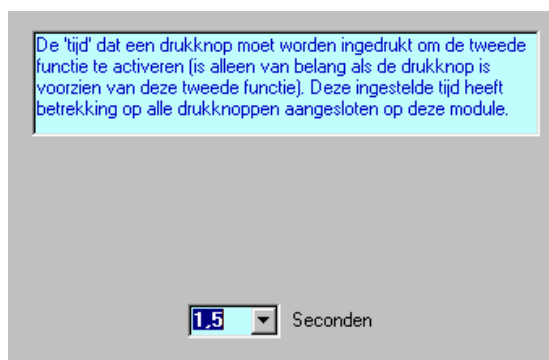 De 'tijd' dat een drukknop moet worden ingedrukt om de tweede
functie te activeren (is alleen van belang als de drukknop is
voorzien van deze tweede functie). Deze ingestelde tijd heeft
betrekking op alle drukknoppen aangesloten op deze module.
1,5 Seconden